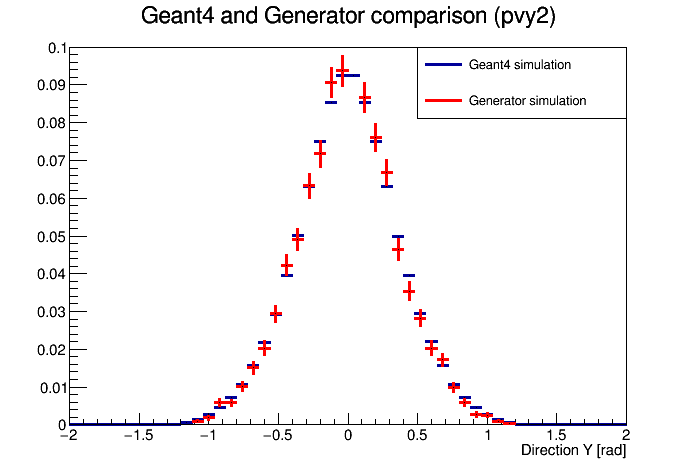 Geant4 and Generator comparison (pvy2)
0.1
Geant4 simulation
0.09
Generator simulation
0.08
0.07
0.06
0.05
0.04
0.03
0.02
0.01
0
−2 −1.5 −1 −0.5 0 0.5 1 1.5 2
Direction Y [rad]